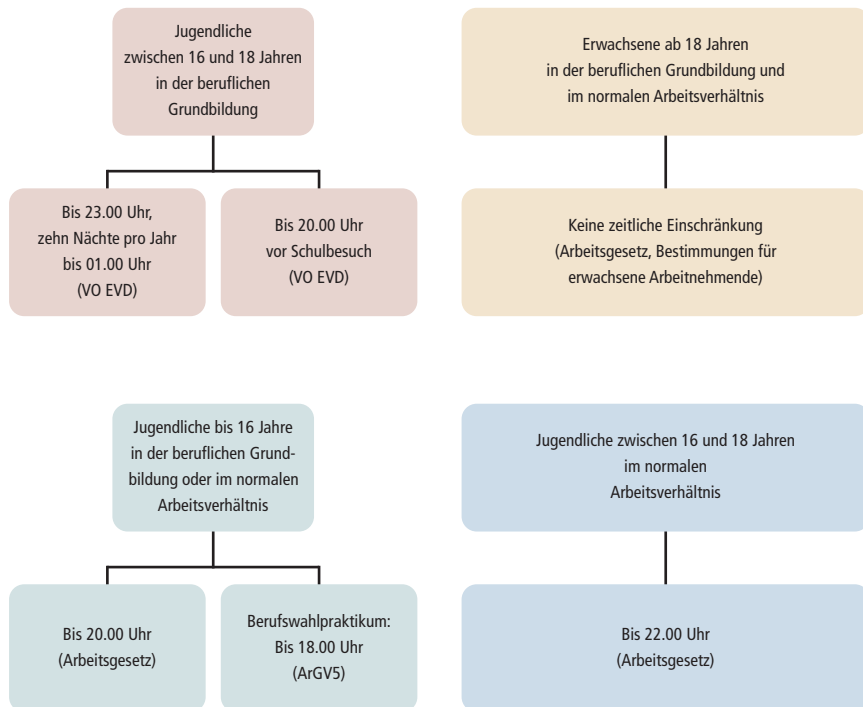 Jugendliche
zwischen 16 und 18 Jahren
in der beruflichen
Grundbildung
Erwachsene ab 18 Jahren
in der beruflichen Grundbildung und
im normalen Arbeitsverhältnis
Bis 23.00 Uhr,
zehn Nächte pro Jahr
bis 01.00 Uhr
(VO EVD)
Bis 20.00 Uhr
vor Schulbesuch
(VO EVD)
Keine zeitliche Einschränkung
(Arbeitsgesetz, Bestimmungen für
erwachsene Arbeitnehmende)
Jugendliche bis 16 Jahre
in der beruflichen Grund-
bildung oder im normalen
Arbeitsverhältnis
Jugendliche zwischen 16 und 18 Jahren
im normalen
Arbeitsverhältnis
Bis 20.00 Uhr
(Arbeitsgesetz)
Berufswahlpraktikum:
Bis 18.00 Uhr
(ArGV5)
Bis 22.00 Uhr
(Arbeitsgesetz)